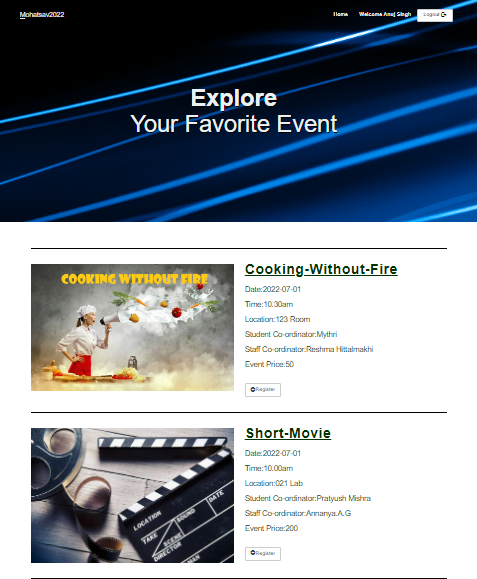 Mohatsav2022
Home Welcome Anuj Singh Logout
Explore
Your Favorite Event
COOKING WITHOUT FIRE
Cooking-Without-Fire
Date:2022-07-01
Time:10.30am
Location:123 Room
Student Co-ordinator:Mythri
Staff Co-ordinator:Reshma Hittalmakhi
Event Price:50
Register
LOCATION
DATE
SOUND
TAKE
SCENE
DIRECTOR
Short-Movie
Date:2022-07-01
Time:10.00am
Location:021 Lab
Student Co-ordinator:Pratyush Mishra
Staff Co-ordinator:Annanya.A.G
Event Price:200
Register